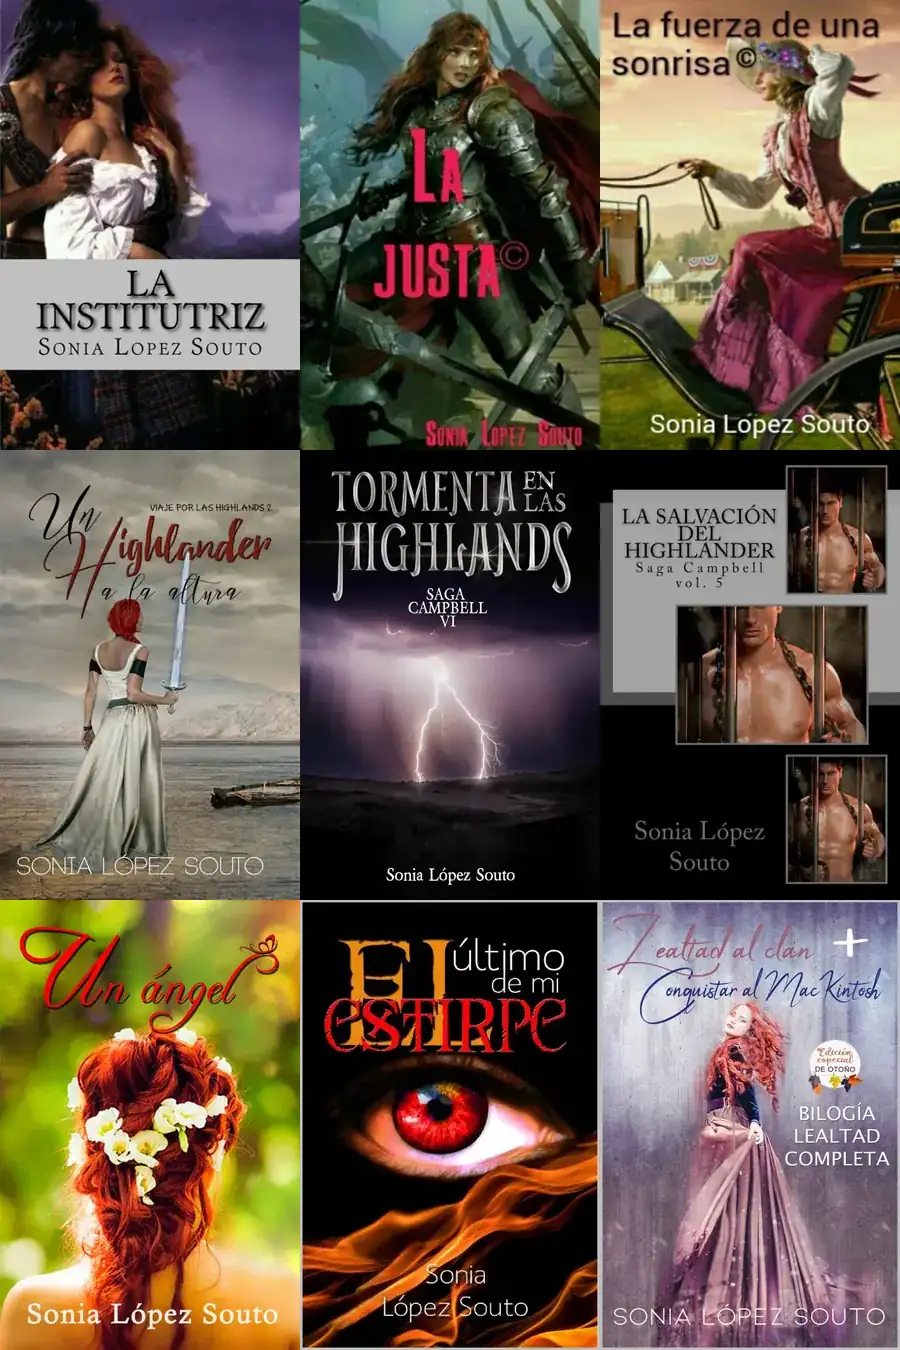 LA
INSTITUTRIZ
SONIA LOPEZ SOUTO
LA
JUSTA©
SONIA LOPEZ SOUTO
La fuerza de una
sonrisa©
Sonia López Souto
Un
VIAJE POR LAS HIGHLANDS 2
Highlander
a la altura
SONIA LÓPEZ SOUTO
TORMENTA EN LAS
HIGHLANDS
SAGA
CAMPBELL
VI
Sonia López Souto
LA SALVACIÓN
DEL
HIGHLANDER
Saga Campbell
vol. 5
Sonia López
Souto
Un ángel
Sonia López Souto
EL último
de mi
ESTIRPE
Sonia
López Souto
Lealtad al clán +
Conquistar al MacKintosh
Edición
especial
DE OTOÑO
BILOGÍA
LEALTAD
COMPLETA
SONIA LÓPEZ SOUTO